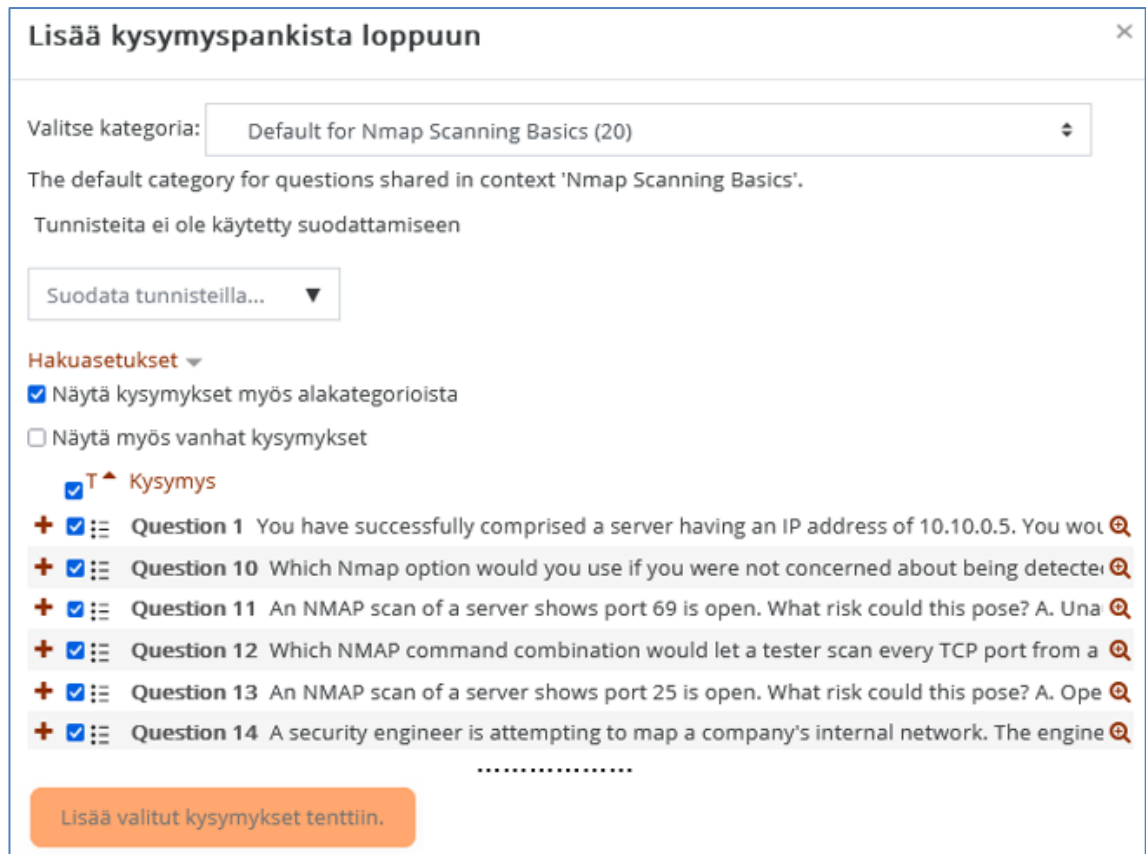 Lisää kysymyspankista loppuun
Valitse kategoria: Default for Nmap Scanning Basics (20)
The default category for questions shared in context 'Nmap Scanning Basics'.
Tunnisteita ei ole käytetty suodattamiseen
Suodata tunnisteilla...
Hakuasetukset
Näytä kysymykset myös alakategorioista
Näytä myös vanhat kysymykset
T Kysymys
Question 1 You have successfully comprised a server having an IP address of 10.10.0.5. You wou
Question 10 Which Nmap option would you use if you were not concerned about being detecte
Question 11 An NMAP scan of a server shows port 69 is open. What risk could this pose? A. Una
Question 12 Which NMAP command combination would let a tester scan every TCP port from a
Question 13 An NMAP scan of a server shows port 25 is open. What risk could this pose? A. Ope
Question 14 A security engineer is attempting to map a company's internal network. The engine
..................
Lisää valitut kysymykset tenttiin.